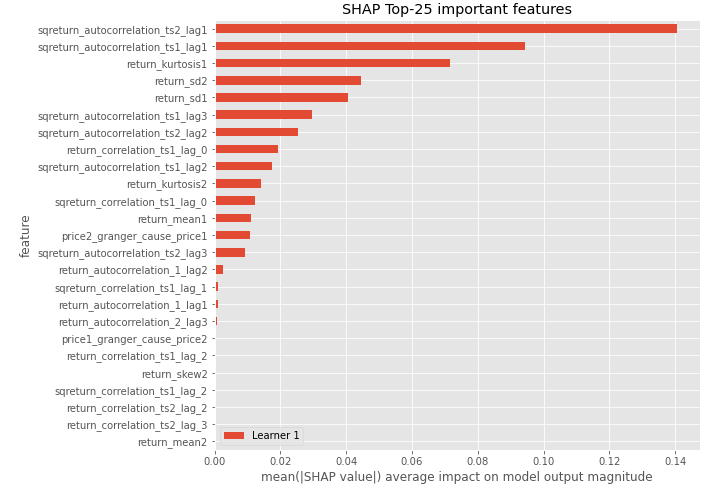 SHAP Top-25 important features
sqreturn_autocorrelation_ts2_lag1
sqreturn_autocorrelation_ts1_lag1
return_kurtosis1
return_sd2
return_sd1
sqreturn_autocorrelation_ts1_lag3
sqreturn_autocorrelation_ts2_lag2
return_correlation_ts1_lag_0
sqreturn_autocorrelation_ts1_lag2
return_kurtosis2
sqreturn_correlation_ts1_lag_0
return_mean1
price2_granger_cause_price1
sqreturn_autocorrelation_ts2_lag3
return_autocorrelation_1_lag2
sqreturn_correlation_ts1_lag_1
return_autocorrelation_1_lag1
return_autocorrelation_2_lag3
price1_granger_cause_price2
return_correlation_ts1_lag_2
return_skew2
sqreturn_correlation_ts1_lag_2
return_correlation_ts2_lag_2
return_correlation_ts2_lag_3
return_mean2
feature
Learner 1
0.00 0.02 0.04 0.06 0.08 0.10 0.12 0.14
mean(|SHAP value|) average impact on model output magnitude